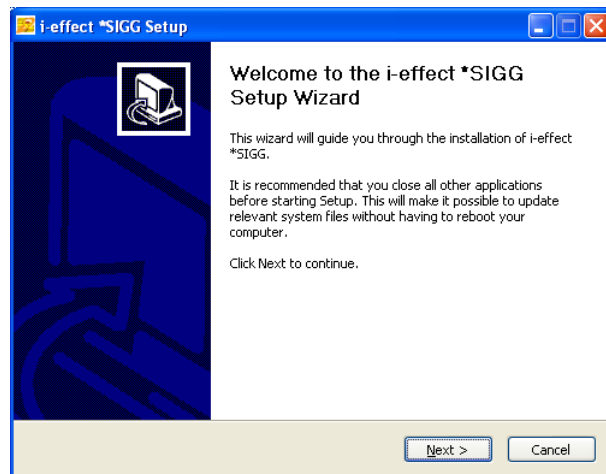 i-effect *SIGG Setup
Welcome to the i-effect *SIGG
Setup Wizard
This wizard will guide you through the installation of i-effect
*SIGG.
It is recommended that you close all other applications
before starting Setup. This will make it possible to update
relevant system files without having to reboot your
computer.
Click Next to continue.
Next >
Cancel